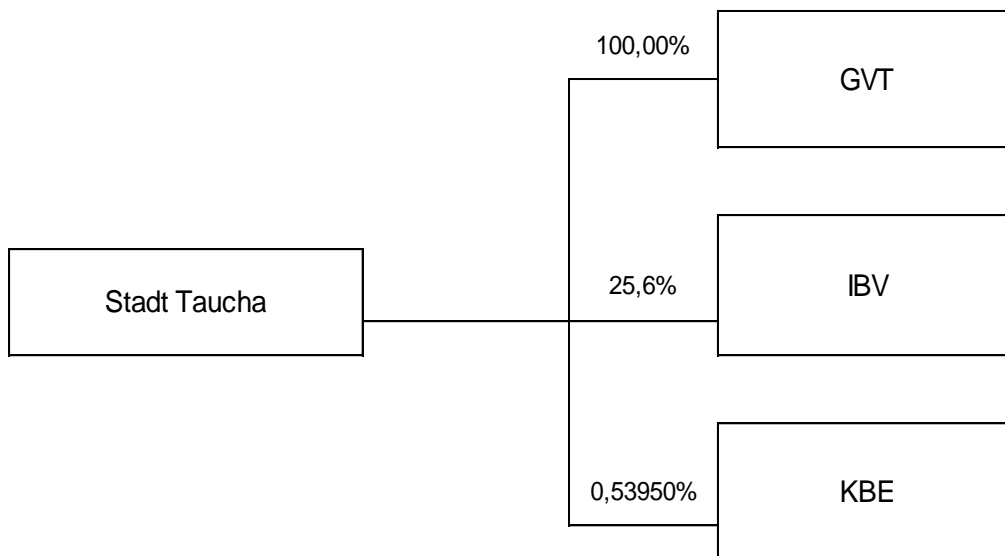 100,00%
GVT
Stadt Taucha
25,6%
IBV
0,53950%
KBE